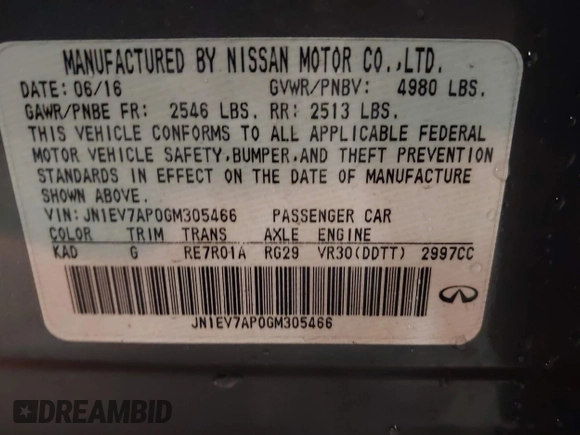 MANUFACTURED BY NISSAN MOTOR CO.,LTD.
DATE: 06/16 GVWR/PNBV: 4980 LBS.
GAWR/PNBE FR: 2546 LBS. RR: 2513 LBS.
THIS VEHICLE CONFORMS TO ALL APPLICABLE FEDERAL
MOTOR VEHICLE SAFETY,BUMPER,AND THEFT PREVENTION
STANDARDS IN EFFECT ON THE DATE OF MANUFACTURE
SHOWN ABOVE.
VIN: JN1EV7AP0GM305466 PASSENGER CAR
COLOR TRIM TRANS AXLE ENGINE
KAD G RE7R01A RG29 VR30(DDTT) 2997CC
JN1EV7AP0GM305466
DREAMBID